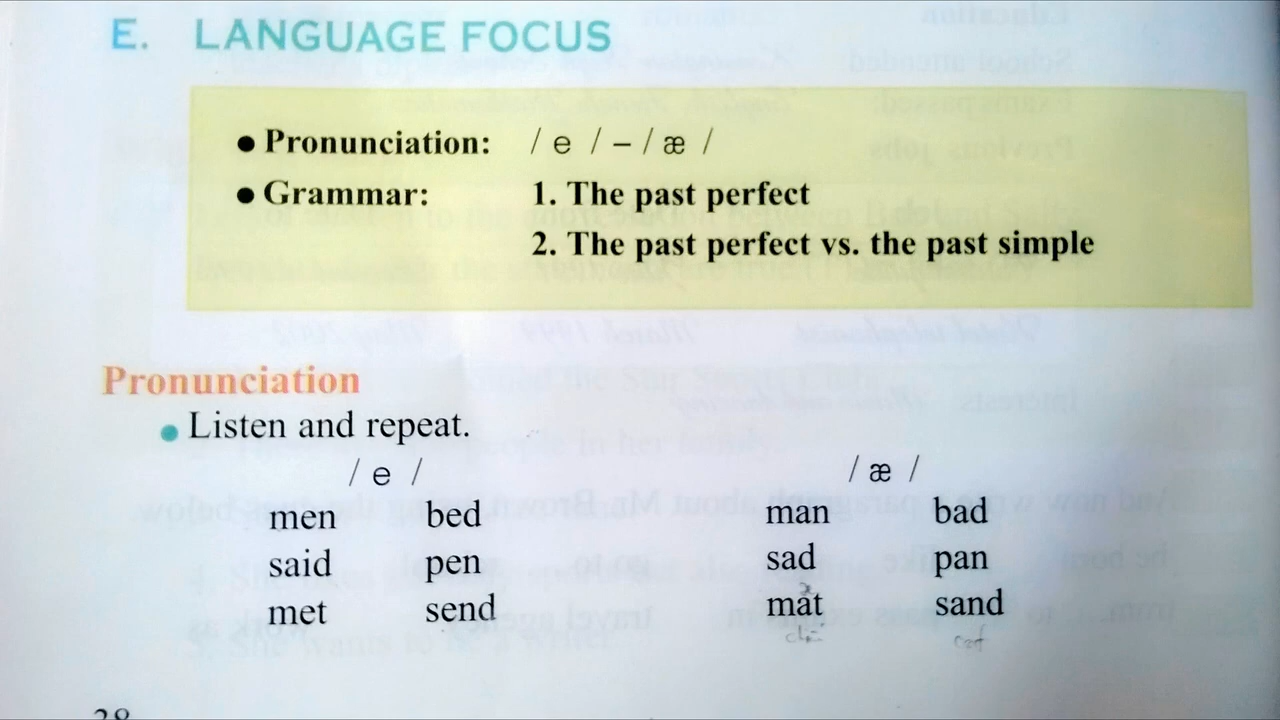 E. LANGUAGE FOCUS
● Pronunciation: / e / – / æ /
● Grammar: 1. The past perfect
2. The past perfect vs. the past simple
Pronunciation
● Listen and repeat.
/ e / / æ /
men bed man bad
said pen sad pan
met send mat sand